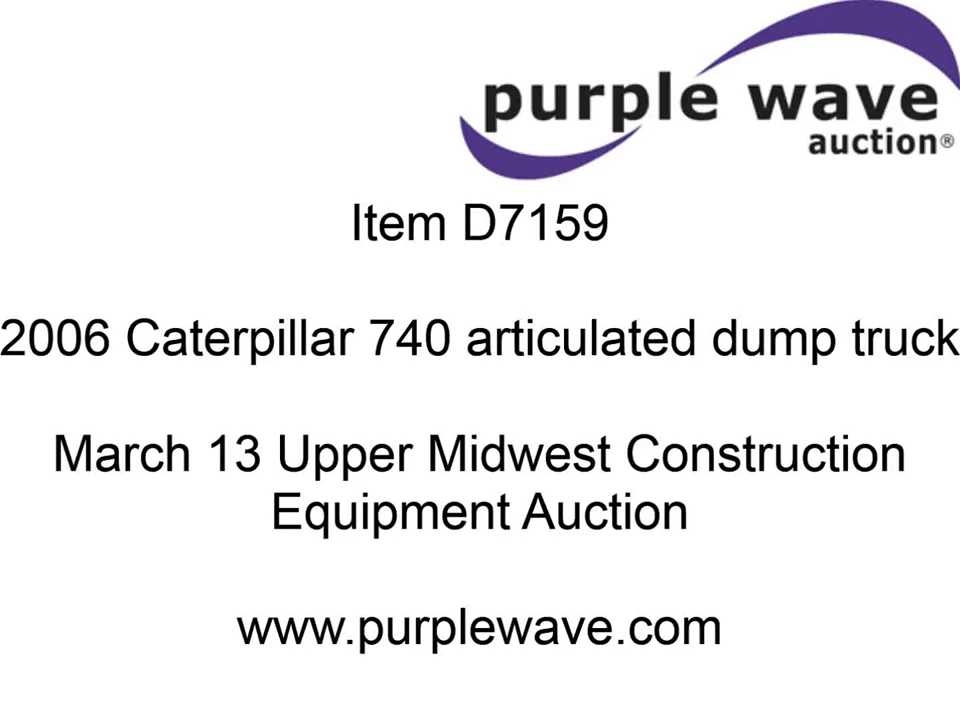 purple wave
auction®
Item D7159
2006 Caterpillar 740 articulated dump truck
March 13 Upper Midwest Construction
Equipment Auction
www.purplewave.com